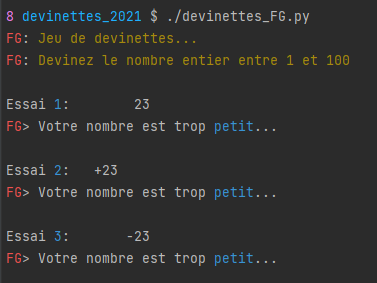 8 devinettes_2021 $ ./devinettes_FG.py
FG: Jeu de devinettes...
FG: Devinez le nombre entier entre 1 et 100
Essai 1:        23
FG> Votre nombre est trop petit...
Essai 2:   +23
FG> Votre nombre est trop petit...
Essai 3:       -23
FG> Votre nombre est trop petit...